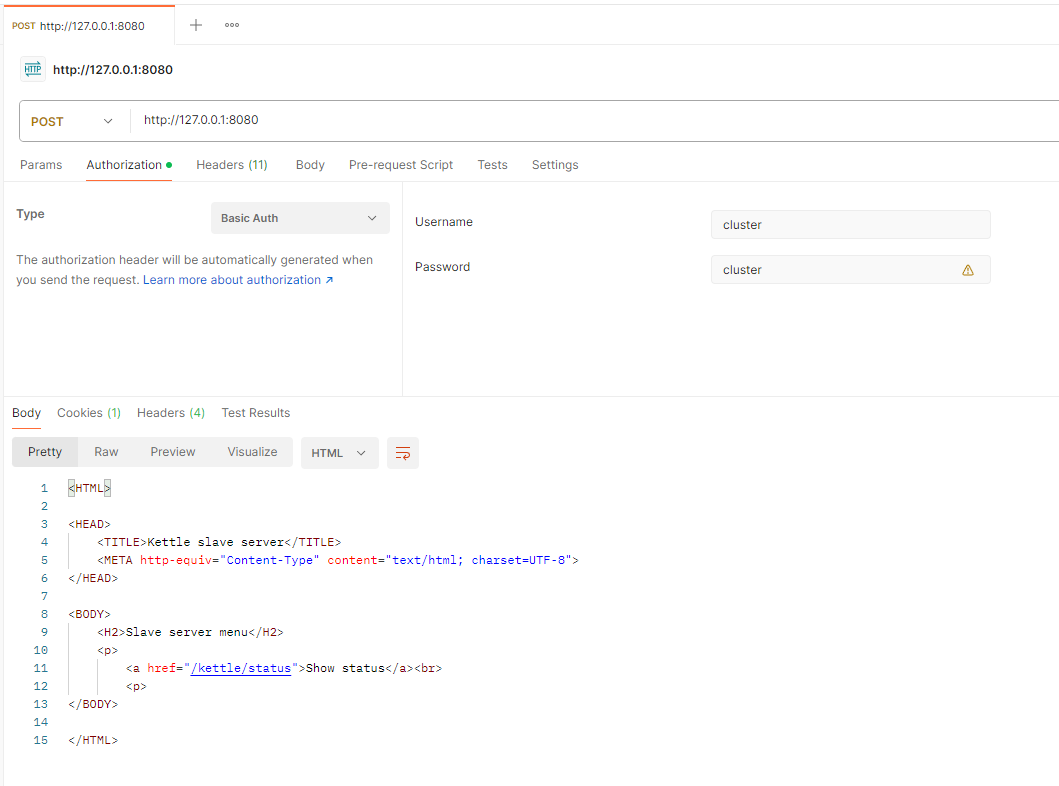 POST http://127.0.0.1:8080
HTTP http://127.0.0.1:8080
POST http://127.0.0.1:8080
Params Authorization Headers (11) Body Pre-request Script Tests Settings
Type Basic Auth
The authorization header will be automatically generated when
you send the request. Learn more about authorization ↗
Username cluster
Password cluster
Body Cookies (1) Headers (4) Test Results
Pretty Raw Preview Visualize HTML
1 <HTML>
2
3 <HEAD>
4 <TITLE>Kettle slave server</TITLE>
5 <META http-equiv="Content-Type" content="text/html; charset=UTF-8">
6 </HEAD>
7
8 <BODY>
9 <H2>Slave server menu</H2>
10 <p>
11 <a href="/kettle/status">Show status</a><br>
12 <p>
13 </BODY>
14
15 </HTML>